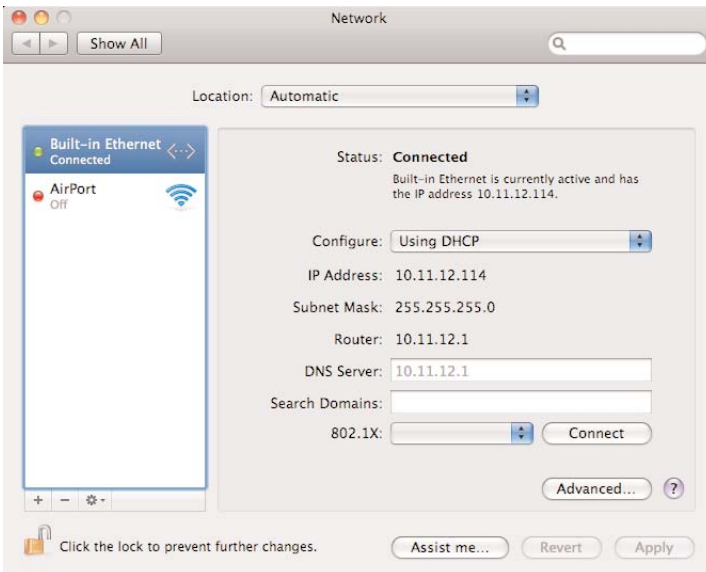 Network
Show All
Location: Automatic
Built-in Ethernet
Connected
AirPort
Off
Status: Connected
Built-in Ethernet is currently active and has
the IP address 10.11.12.114.
Configure: Using DHCP
IP Address: 10.11.12.114
Subnet Mask: 255.255.255.0
Router: 10.11.12.1
DNS Server: 10.11.12.1
Search Domains:
802.1X: Connect
Advanced... ?
+ −
Click the lock to prevent further changes.
Assist me... Revert Apply